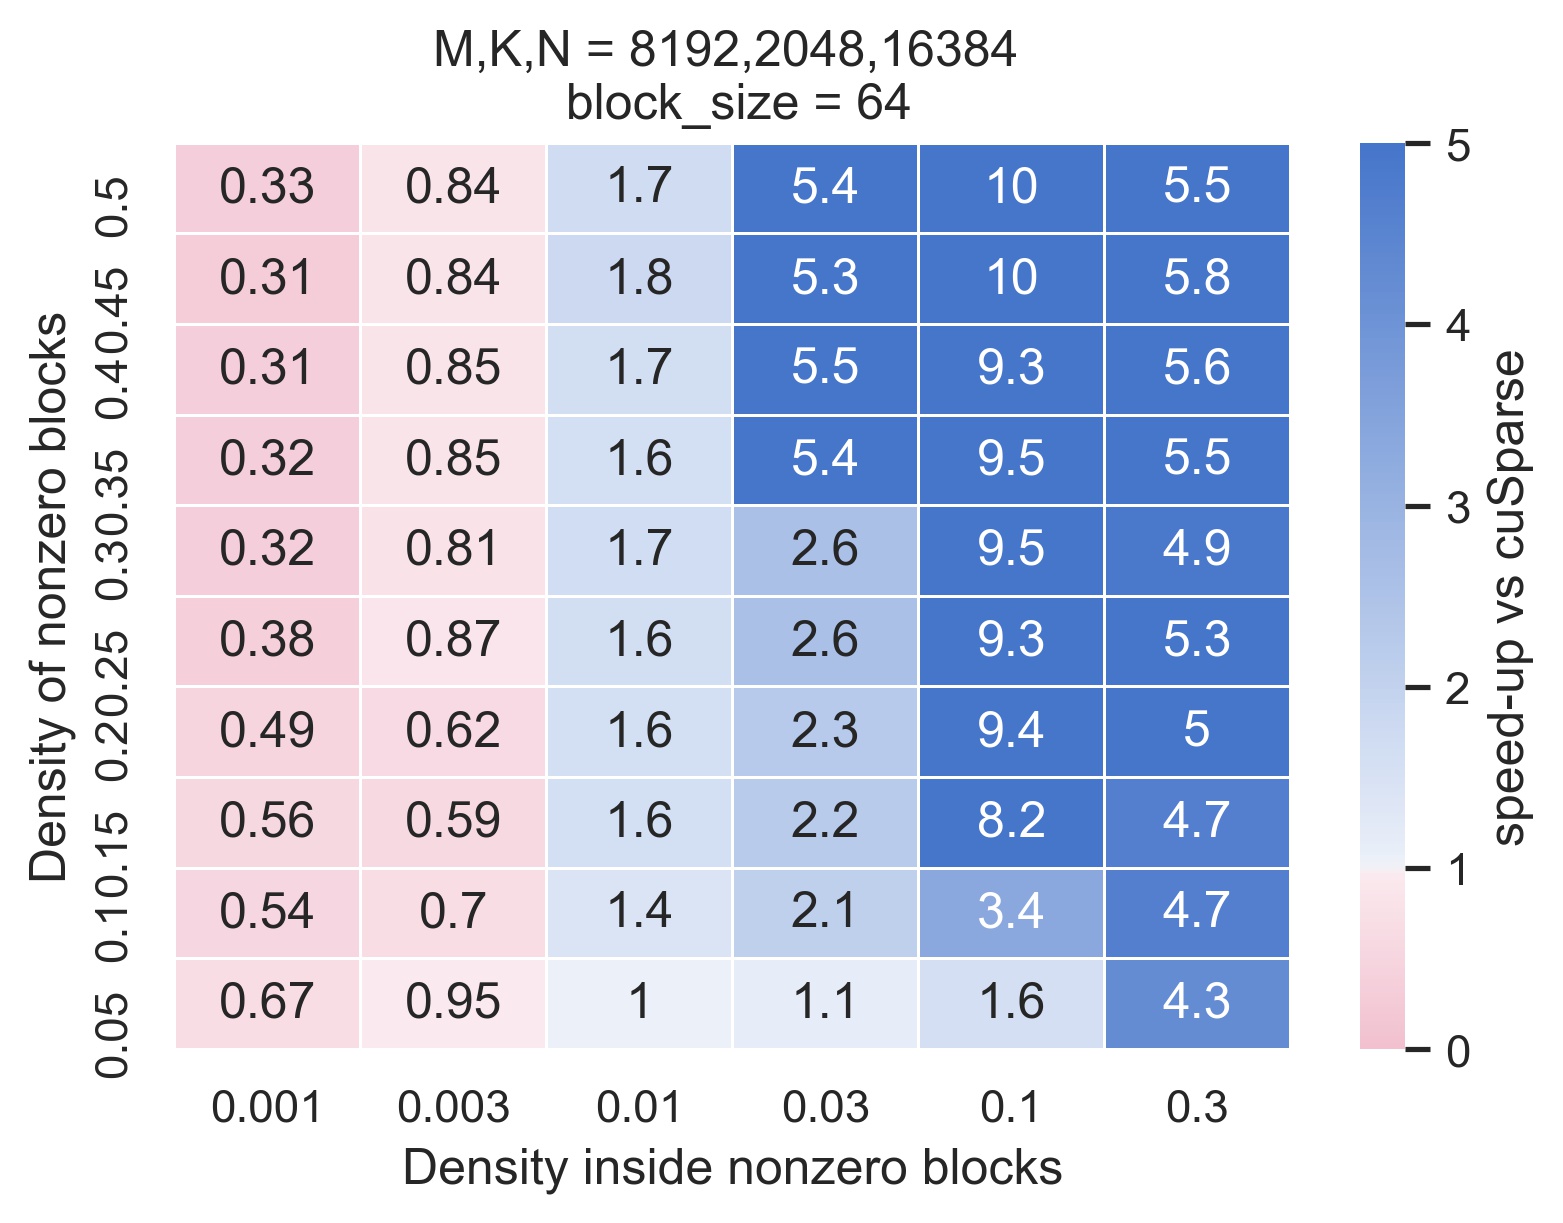 M,K,N = 8192,2048,16384
block_size = 64
Density of nonzero blocks
0.5 0.33 0.84 1.7 5.4 10 5.5
0.45 0.31 0.84 1.8 5.3 10 5.8
0.4 0.31 0.85 1.7 5.5 9.3 5.6
0.35 0.32 0.85 1.6 5.4 9.5 5.5
0.3 0.32 0.81 1.7 2.6 9.5 4.9
0.25 0.38 0.87 1.6 2.6 9.3 5.3
0.2 0.49 0.62 1.6 2.3 9.4 5
0.15 0.56 0.59 1.6 2.2 8.2 4.7
0.1 0.54 0.7 1.4 2.1 3.4 4.7
0.05 0.67 0.95 1 1.1 1.6 4.3
0.001 0.003 0.01 0.03 0.1 0.3
Density inside nonzero blocks
5
4
3
2
1
0
speed-up vs cuSparse